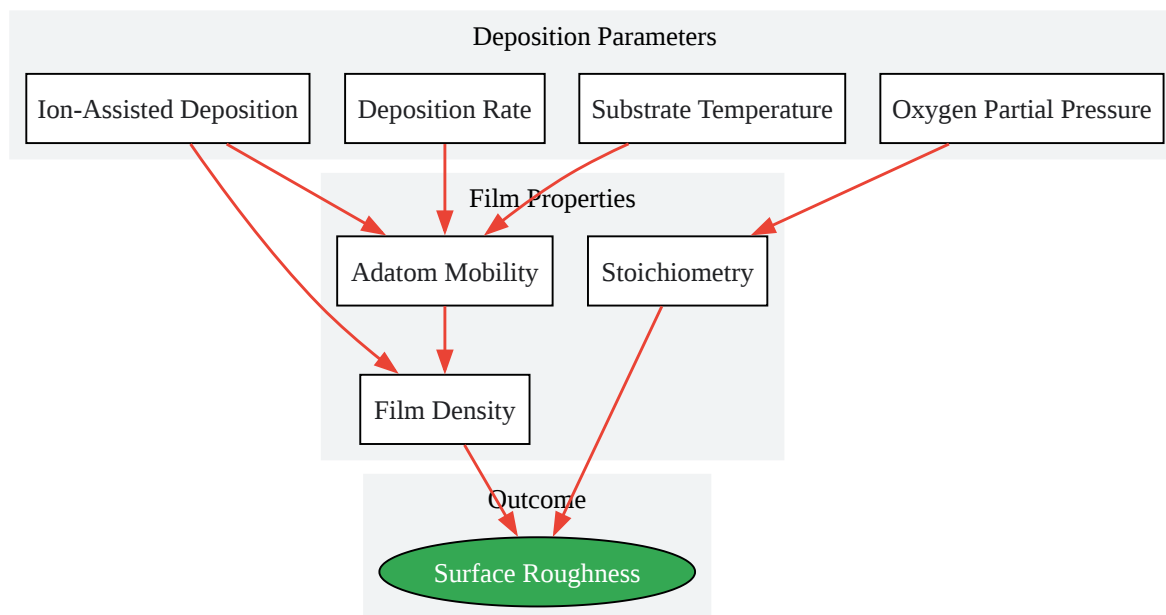 Deposition Parameters
Ion-Assisted Deposition
Deposition Rate
Substrate Temperature
Oxygen Partial Pressure
Film Properties
Adatom Mobility
Stoichiometry
Film Density
Outcome
Surface Roughness